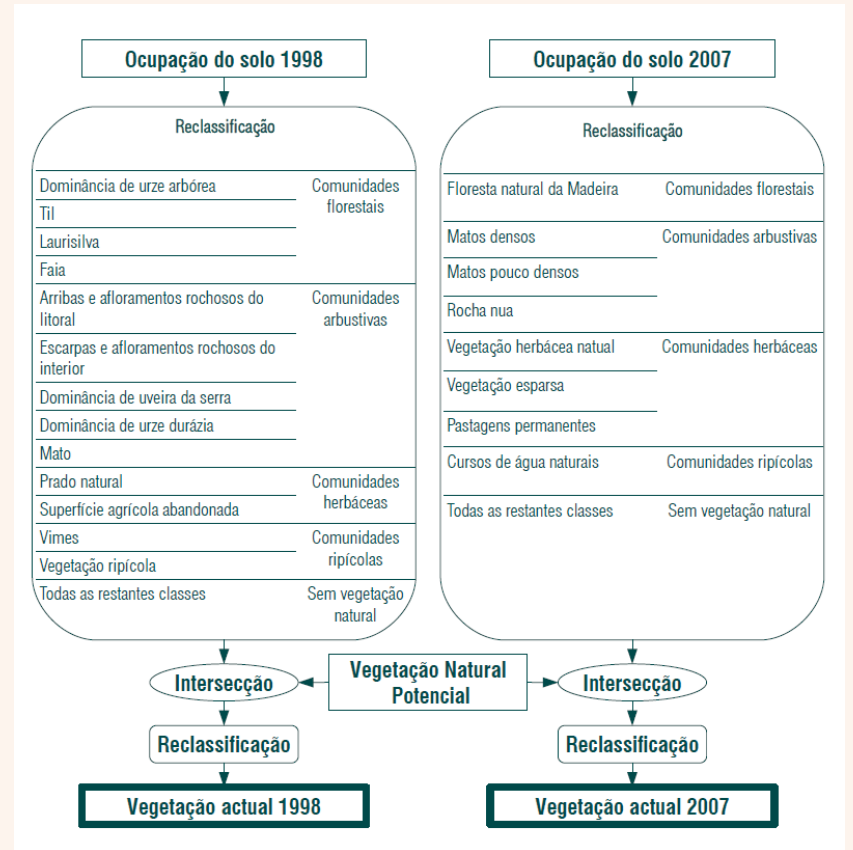 Ocupação do solo 1998
Reclassificação
Dominância de urze arbórea
Comunidades
florestais
Til
Laurisilva
Faia
Arribas e afloramentos rochosos do
litoral
Comunidades
arbustivas
Escarpas e afloramentos rochosos do
interior
Dominância de uveira da serra
Dominância de urze durázia
Mato
Prado natural
Comunidades
herbáceas
Superfície agrícola abandonada
Vimes
Comunidades
ripícolas
Vegetação ripícola
Todas as restantes classes
Sem vegetação
natural
Ocupação do solo 2007
Reclassificação
Floresta natural da Madeira
Comunidades florestais
Matos densos
Comunidades arbustivas
Matos pouco densos
Rocha nua
Vegetação herbácea natual
Comunidades herbáceas
Vegetação esparsa
Pastagens permanentes
Cursos de água naturais
Comunidades ripícolas
Todas as restantes classes
Sem vegetação natural
Intersecção
Vegetação Natural
Potencial
Intersecção
Reclassificação
Reclassificação
Vegetação actual 1998
Vegetação actual 2007